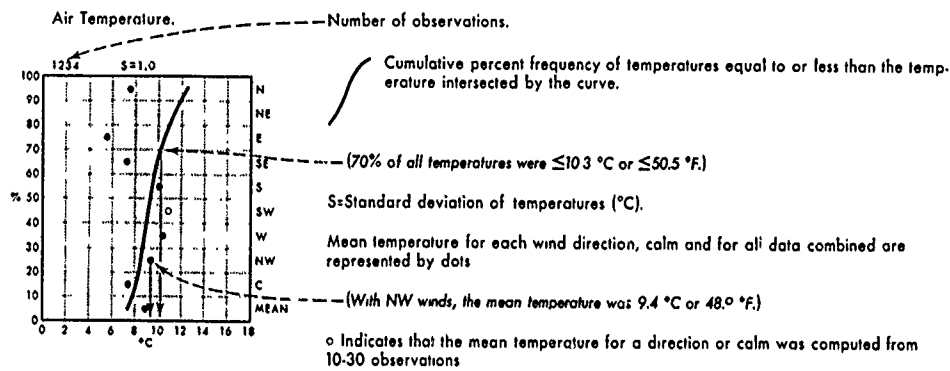 Air Temperature.
Number of observations.
1234 S=1.0
Cumulative percent frequency of temperatures equal to or less than the temp-
erature intersected by the curve.
100
90
80
70
60
50
40
30
20
10
0
%
N
NE
E
SE
S
SW
W
NW
C
MEAN
0 2 4 6 8 10 12 14 16 18
°C
(70% of all temperatures were ≤10 3 °C or ≤50.5 °F.)
S=Standard deviation of temperatures (°C).
Mean temperature for each wind direction, calm and for all data combined are
represented by dots
(With NW winds, the mean temperature was 9.4 °C or 48.º °F.)
o Indicates that the mean temperature for a direction or calm was computed from
10-30 observations